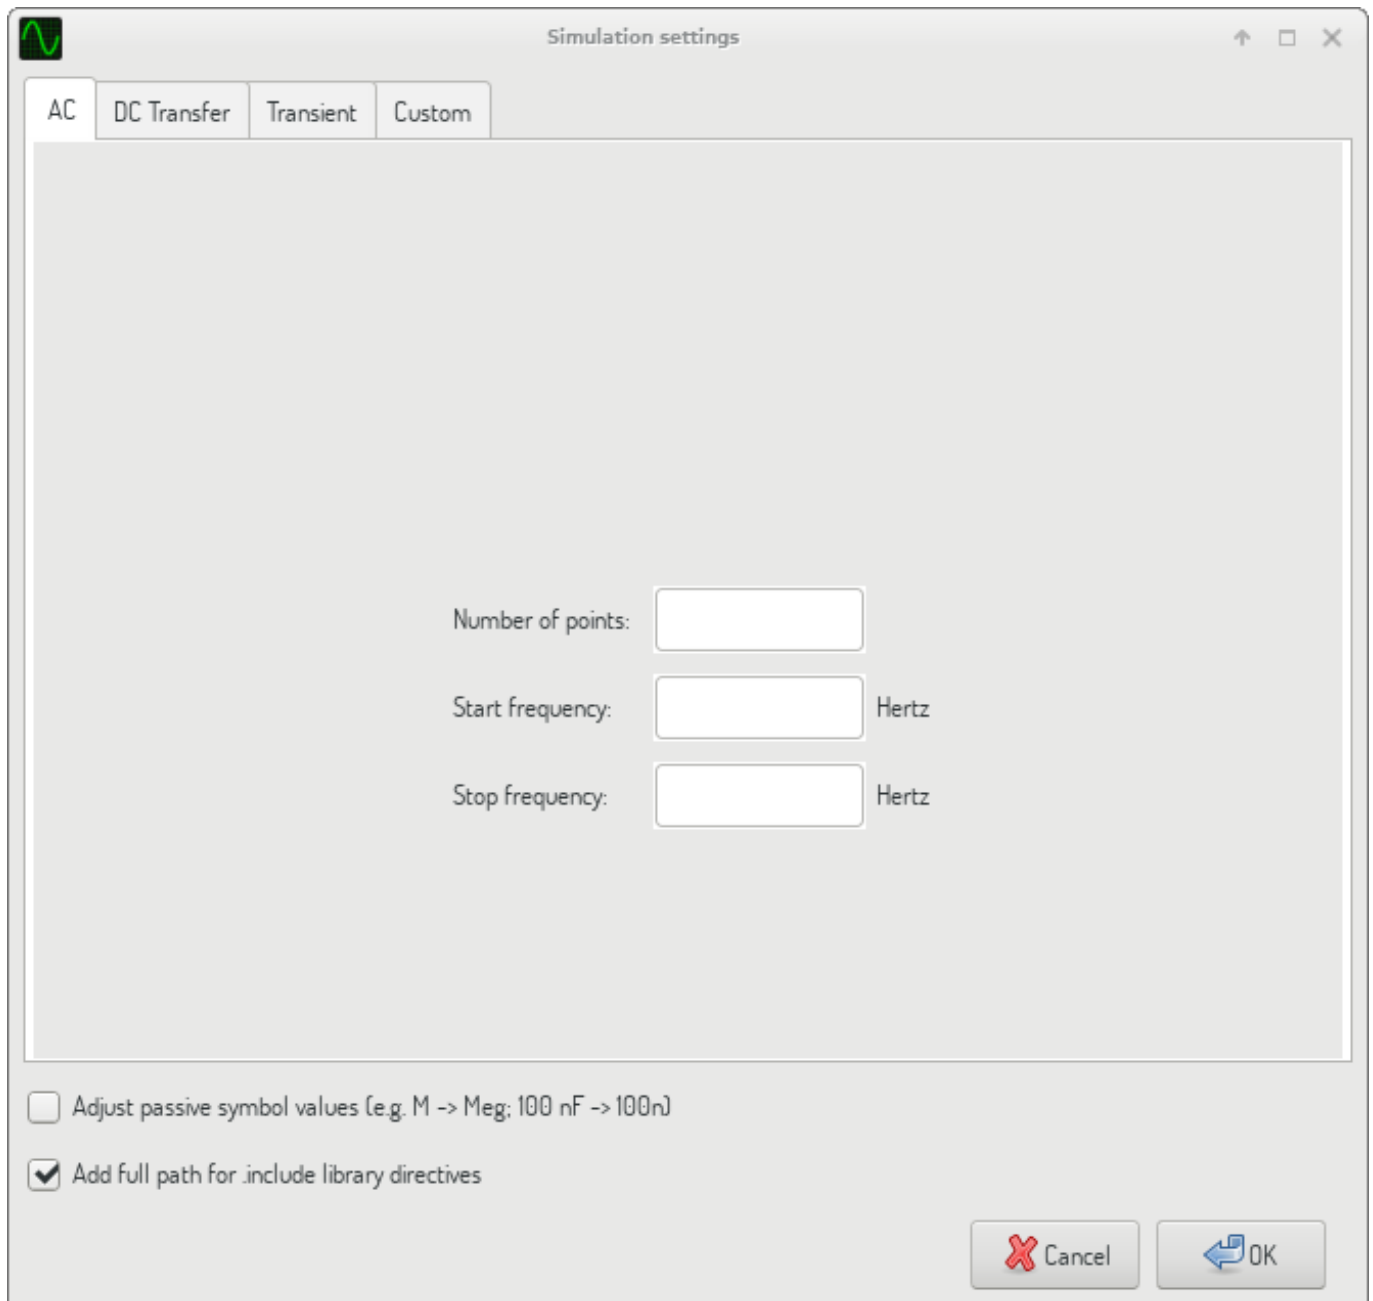 Simulation settings
AC DC Transfer Transient Custom
Number of points:
Start frequency: Hertz
Stop frequency: Hertz
Adjust passive symbol values (e.g. M -> Meg; 100 nF -> 100n)
Add full path for .include library directives
Cancel OK